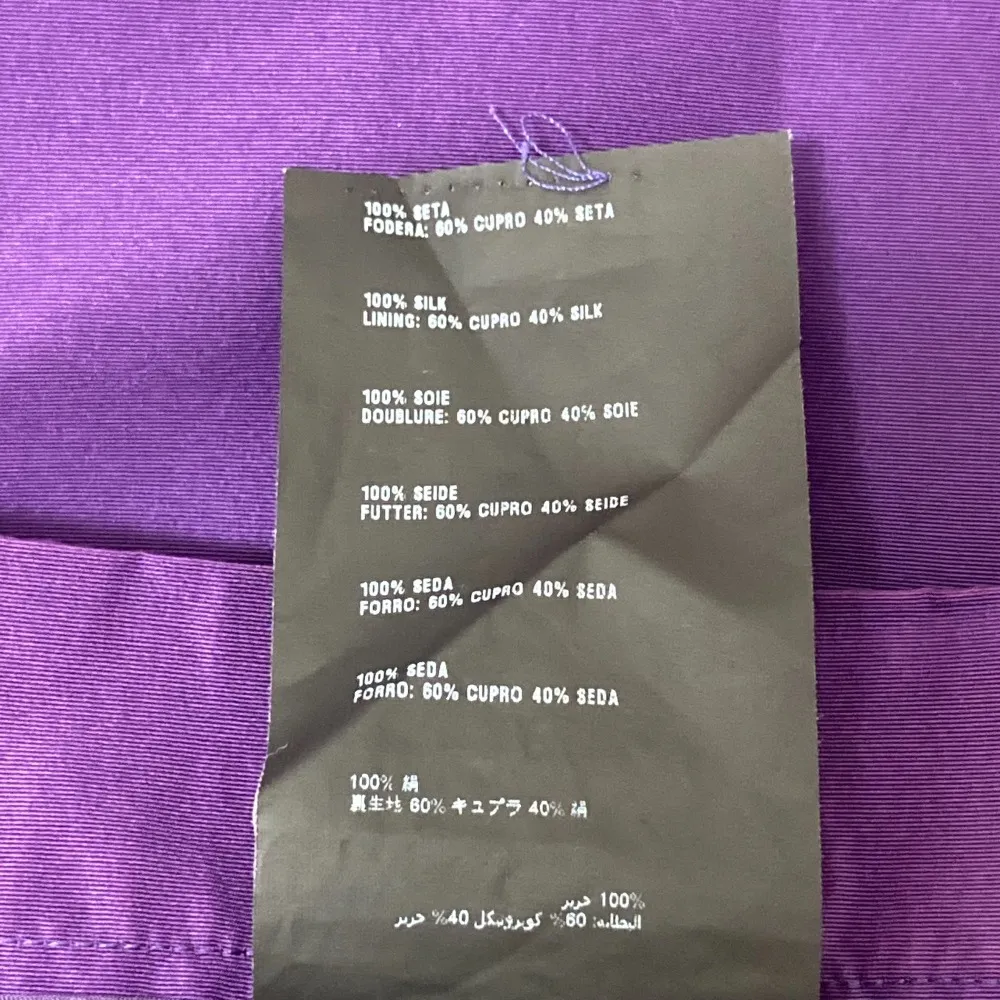 100% SETA
FODERA: 60% CUPRO 40% SETA
100% SILK
LINING: 60% CUPRO 40% SILK
100% SOIE
DOUBLURE: 60% CUPRO 40% SOIE
100% SEIDE
FUTTER: 60% CUPRO 40% SEIDE
100% SEDA
FORRO: 60% CUPRO 40% SEDA
100% SEDA
FORRO: 60% CUPRO 40% SEDA
100% 絹
裏生地 60% キュプラ 40% 絹
100% حرير
البطانة: 60% كوبرونيكل 40% حرير